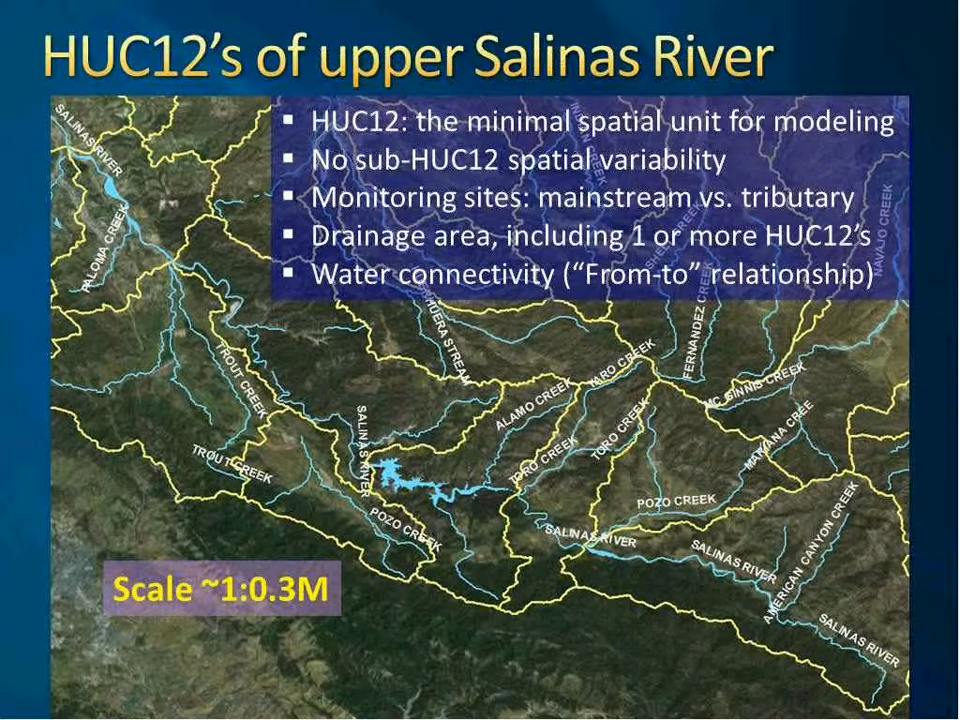 HUC12's of upper Salinas River
▪ HUC12: the minimal spatial unit for modeling
▪ No sub-HUC12 spatial variability
▪ Monitoring sites: mainstream vs. tributary
▪ Drainage area, including 1 or more HUC12's
▪ Water connectivity (“From-to” relationship)
SALINAS RIVER
PALOMA CREEK
NAVAJO CREEK
FERNANDEZ CREEK
STREAM
TROUT CREEK
TROUT CREEK
SALINAS RIVER
POZO CREEK
ALAMO CREEK
CREEK
TORO CREEK
TORO CREEK
MC GINNIS CREEK
MARIANA CREE
POZO CREEK
SALINAS RIVER
SALINAS RIVER
AMERICAN CANYON CREEK
SALINAS RIVER
Scale ~1:0.3M